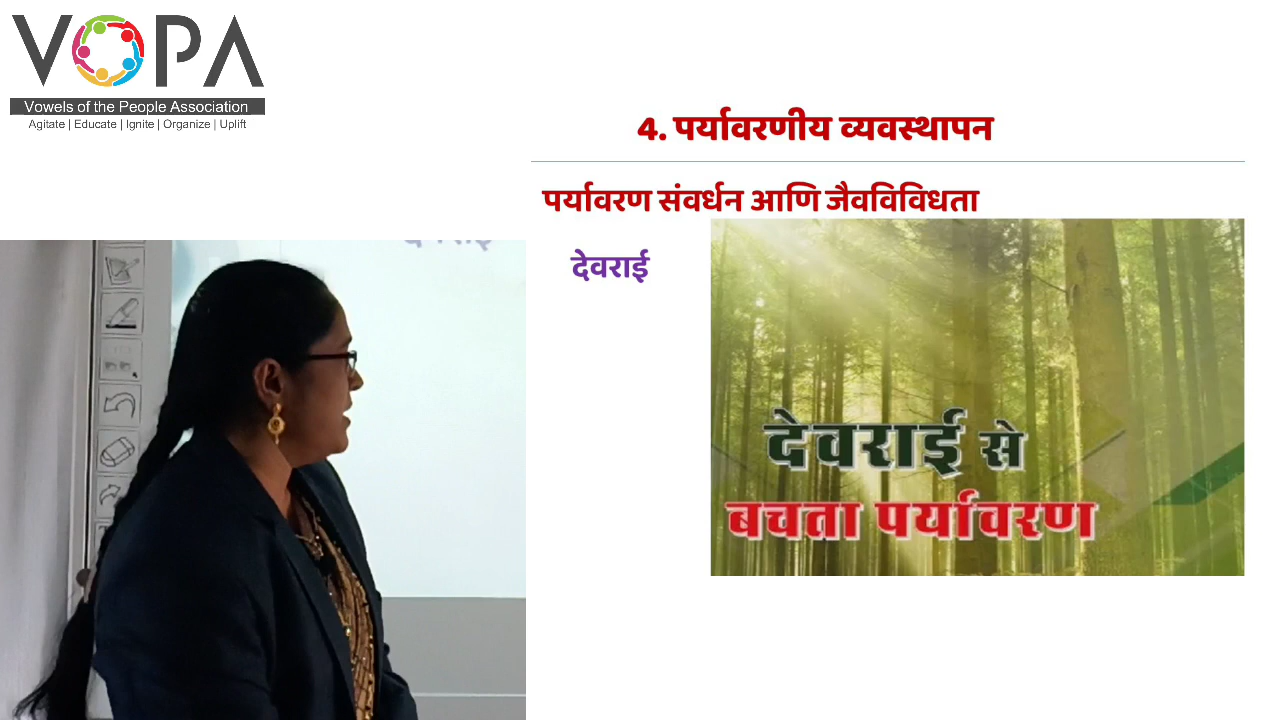 VOPA
Vowels of the People Association
Agitate | Educate | Ignite | Organize | Uplift
4. पर्यावरणीय व्यवस्थापन
पर्यावरण संवर्धन आणि जैवविविधता
देवराई
देवराई से
बचता पर्यावरण